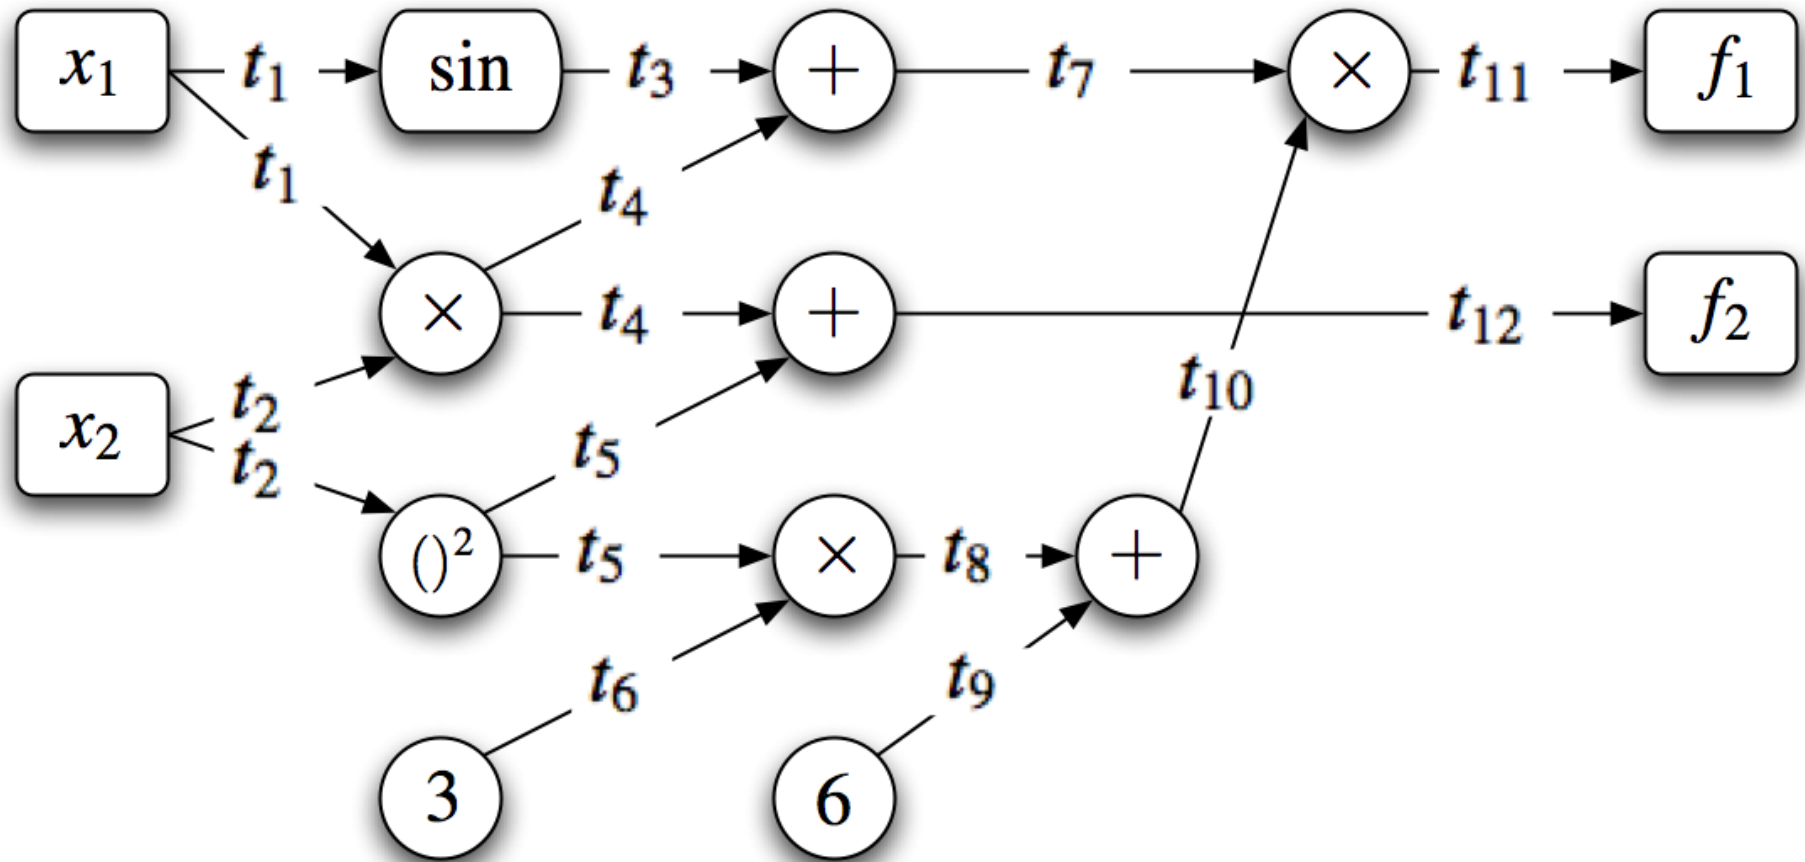 x₁ t₁ sin t₃ + t₇ × t₁₁ f₁
t₁
t₄
× t₄ + t₁₂ f₂
t₂
x₂
t₂
t₅
t₁₀
()² t₅ × t₈ +
t₆ t₉
3 6